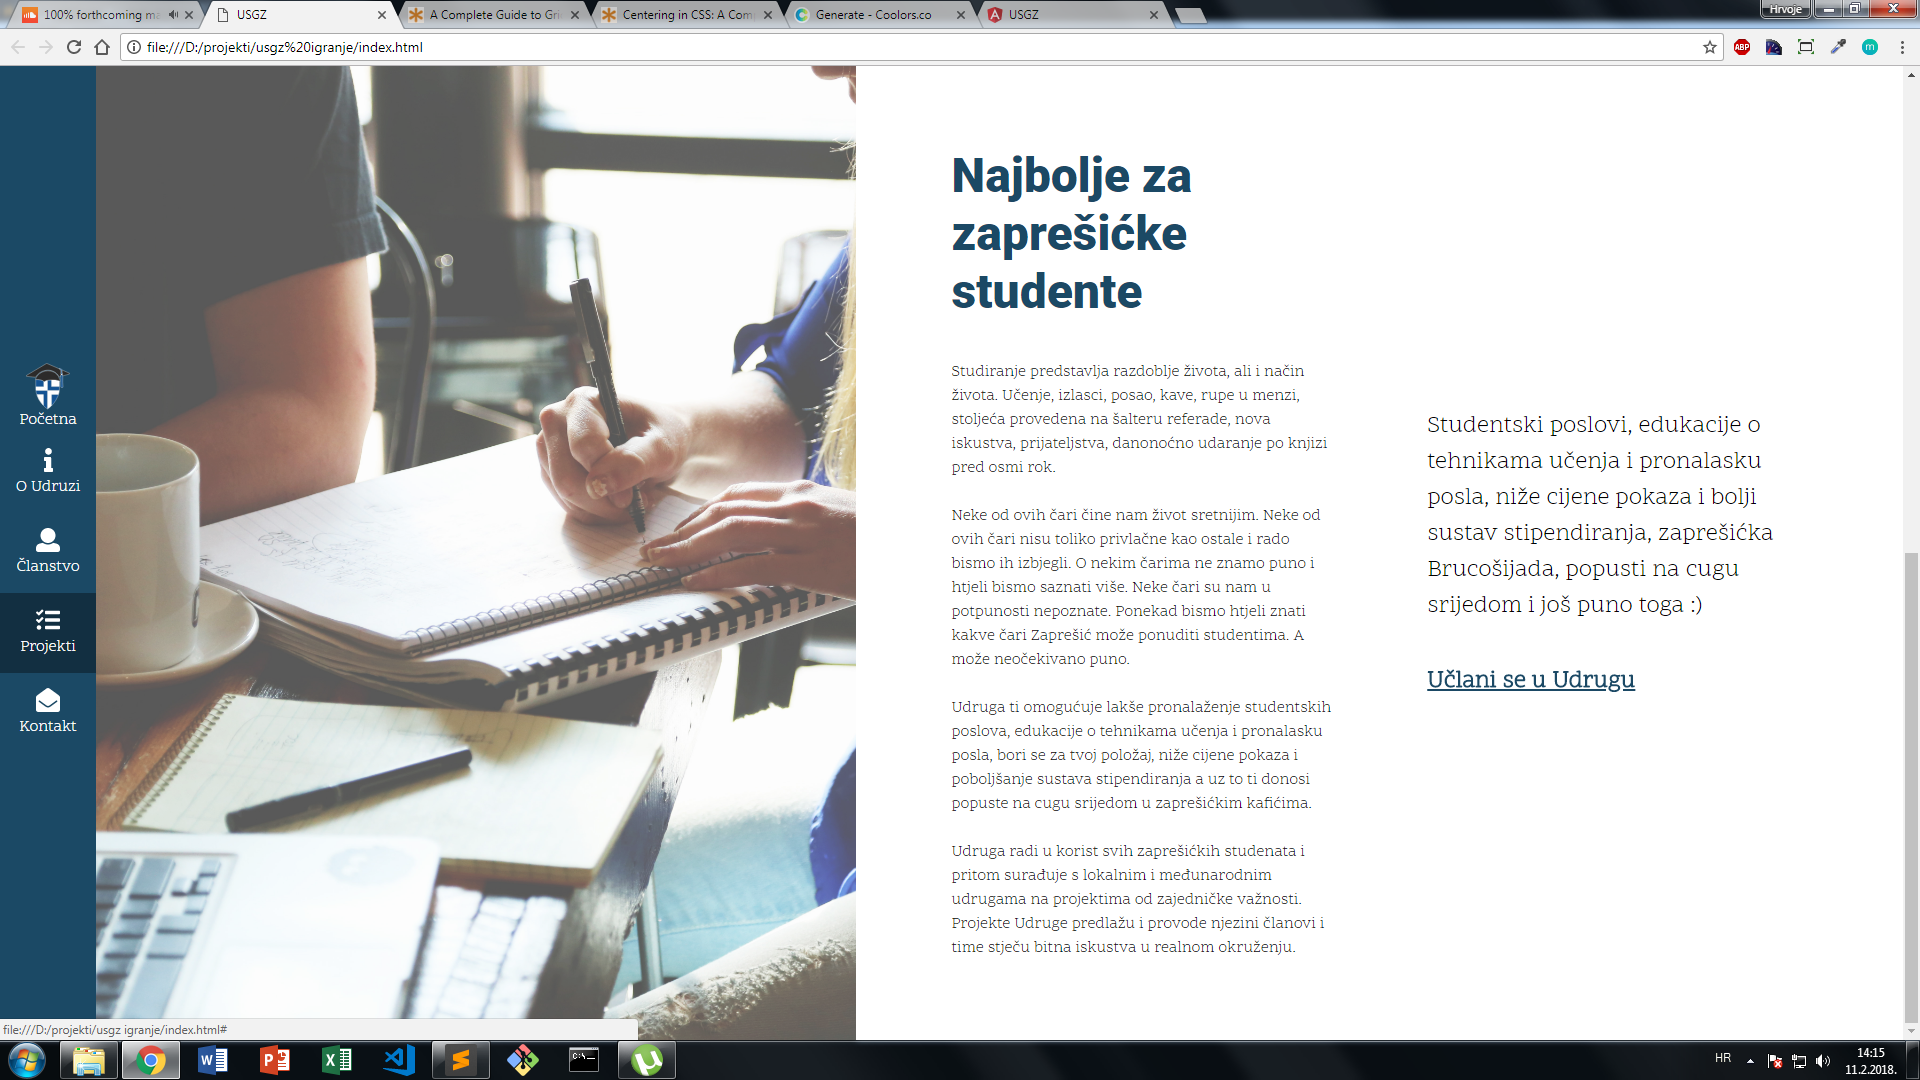 100% forthcoming ma
USGZ
A Complete Guide to Gri
Centering in CSS: A Com
Generate - Coolors.co
USGZ
Hrvoje
file:///D:/projekti/usgz%20igranje/index.html
ABP
m
Početna
O Udruzi
Članstvo
Projekti
Kontakt
Najbolje za
zaprešićke
studente
Studiranje predstavlja razdoblje života, ali i način
života. Učenje, izlasci, posao, kave, rupe u menzi,
stoljeća provedena na šalteru referade, nova
iskustva, prijateljstva, danonoćno udaranje po knjizi
pred osmi rok.
Neke od ovih čari čine nam život sretnijim. Neke od
ovih čari nisu toliko privlačne kao ostale i rado
bismo ih izbjegli. O nekim čarima ne znamo puno i
htjeli bismo saznati više. Neke čari su nam u
potpunosti nepoznate. Ponekad bismo htjeli znati
kakve čari Zaprešić može ponuditi studentima. A
može neočekivano puno.
Udruga ti omogućuje lakše pronalaženje studentskih
poslova, edukacije o tehnikama učenja i pronalasku
posla, bori se za tvoj položaj, niže cijene pokaza i
poboljšanje sustava stipendiranja a uz to ti donosi
popuste na cugu srijedom u zaprešićkim kafićima.
Udruga radi u korist svih zaprešićkih studenata i
pritom surađuje s lokalnim i međunarodnim
udrugama na projektima od zajedničke važnosti.
Projekte Udruge predlažu i provode njezini članovi i
time stječu bitna iskustva u realnom okruženju.
Studentski poslovi, edukacije o
tehnikama učenja i pronalasku
posla, niže cijene pokaza i bolji
sustav stipendiranja, zaprešićka
Brucošijada, popusti na cugu
srijedom i još puno toga :)
Učlani se u Udrugu
file:///D:/projekti/usgz igranje/index.html#
HR
14:15
11.2.2018.